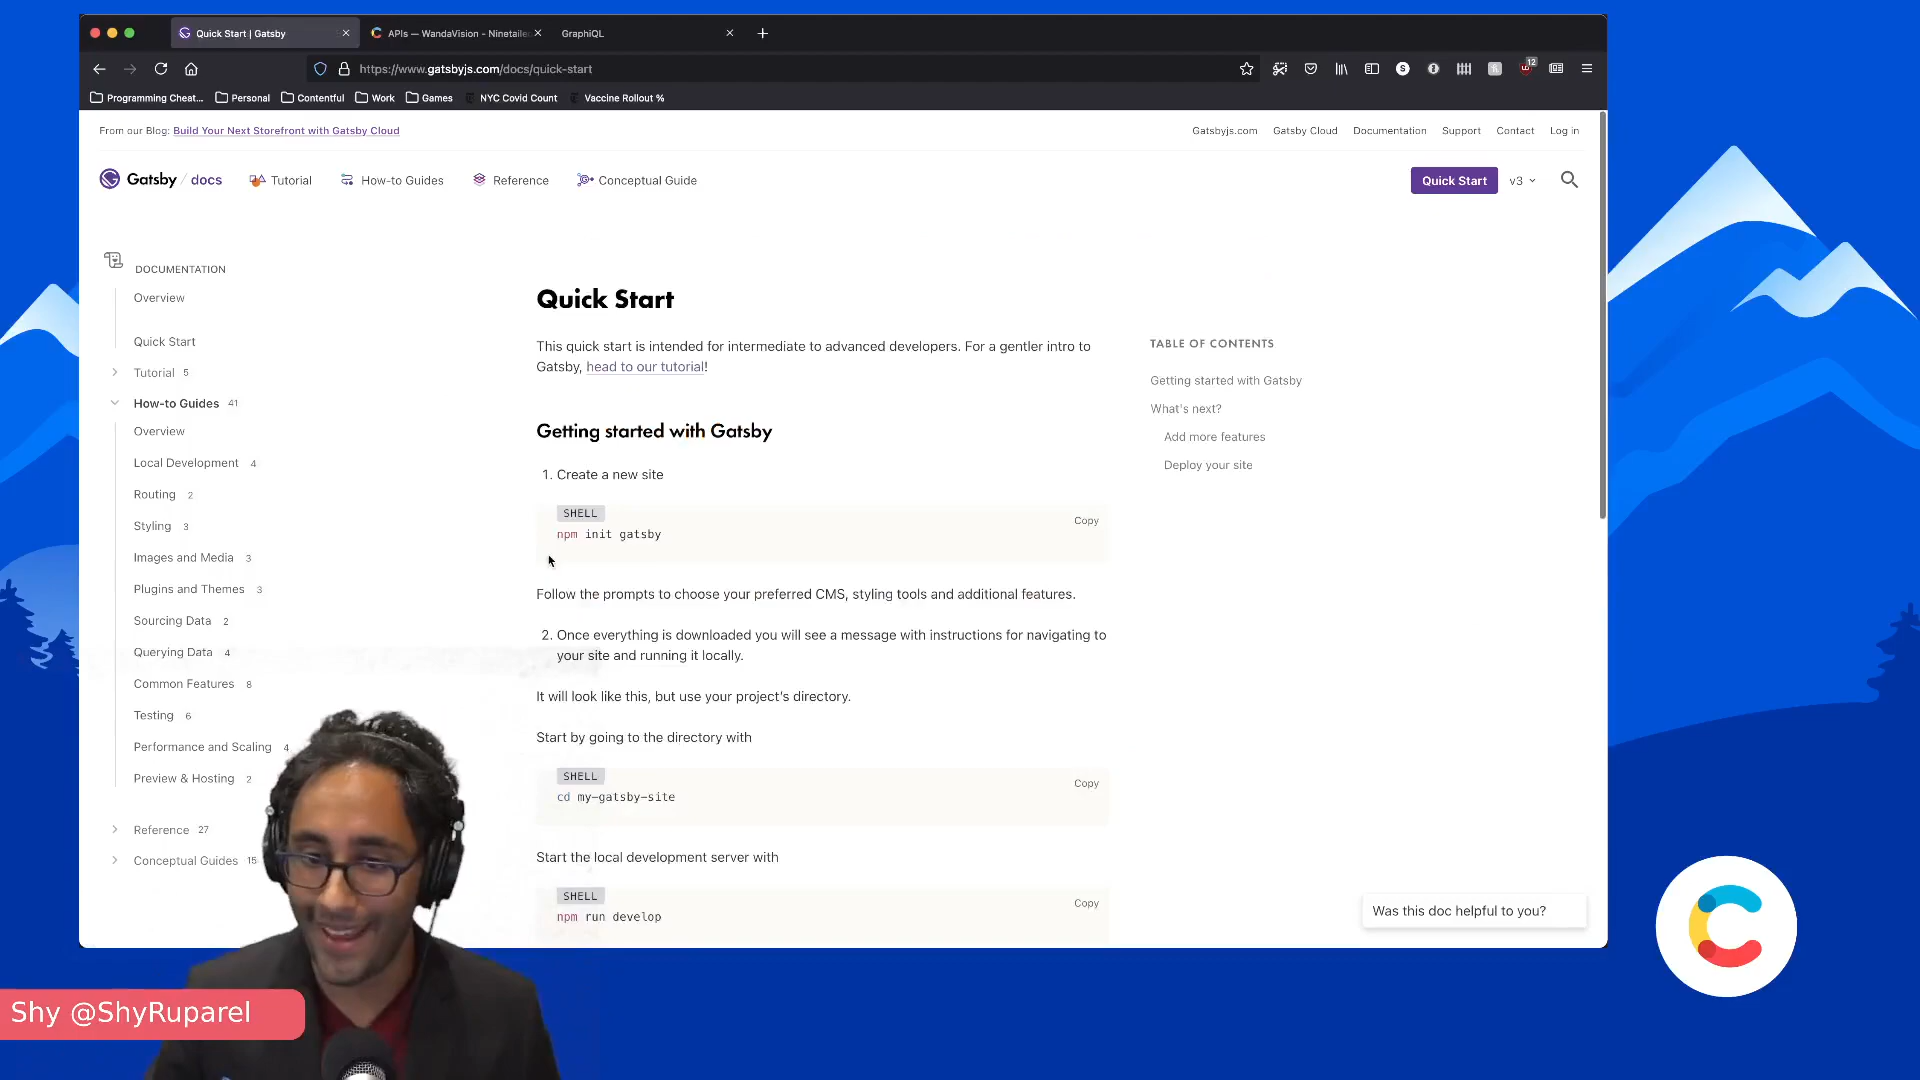 Quick Start | Gatsby
APIs — WandaVision - Ninetailed
GraphiQL
https://www.gatsbyjs.com/docs/quick-start
12
Programming Cheat...
Personal
Contentful
Work
Games
NYC Covid Count
Vaccine Rollout %
From our Blog: Build Your Next Storefront with Gatsby Cloud
Gatsbyjs.com
Gatsby Cloud
Documentation
Support
Contact
Log in
Gatsby / docs
Tutorial
How-to Guides
Reference
Conceptual Guide
Quick Start
v3
DOCUMENTATION
Overview
Quick Start
Tutorial 5
How-to Guides 41
Overview
Local Development 4
Routing 2
Styling 3
Images and Media 3
Plugins and Themes 3
Sourcing Data 2
Querying Data 4
Common Features 8
Testing 6
Performance and Scaling 4
Preview & Hosting 2
Reference 27
Conceptual Guides 15
Quick Start
This quick start is intended for intermediate to advanced developers. For a gentler intro to
Gatsby, head to our tutorial!
Getting started with Gatsby
1. Create a new site
SHELL
Copy
npm init gatsby
Follow the prompts to choose your preferred CMS, styling tools and additional features.
2. Once everything is downloaded you will see a message with instructions for navigating to
your site and running it locally.
It will look like this, but use your project's directory.
Start by going to the directory with
SHELL
Copy
cd my-gatsby-site
Start the local development server with
SHELL
Copy
npm run develop
TABLE OF CONTENTS
Getting started with Gatsby
What's next?
Add more features
Deploy your site
Was this doc helpful to you?
Shy @ShyRuparel